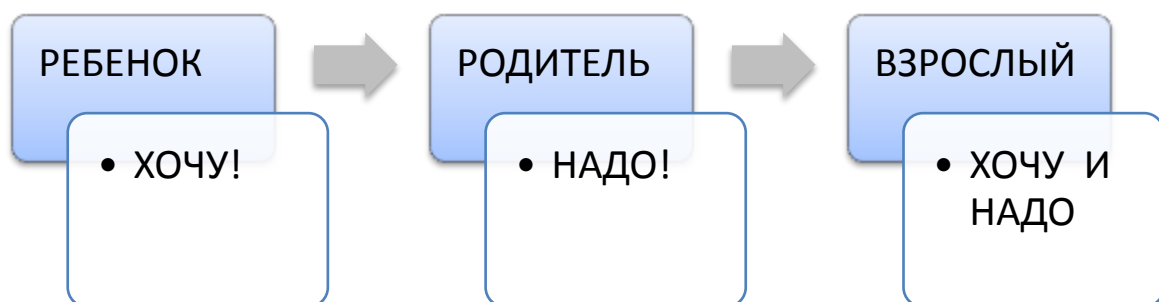 РЕБЕНОК
• ХОЧУ!
РОДИТЕЛЬ
• НАДО!
ВЗРОСЛЫЙ
• ХОЧУ И
НАДО